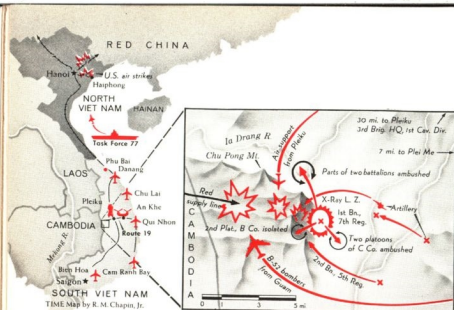 RED CHINA
Hanoi
U.S. air strikes
Haiphong
NORTH
VIET NAM
HAINAN
Task Force 77
LAOS
Phu Bai
Danang
Chu Lai
An Khe
Pleiku
Qui Nhon
CAMBODIA
Route 19
Mekong R.
Bien Hoa
Cam Ranh Bay
Saigon
SOUTH VIET NAM
TIME Map by R. M. Chapin, Jr.
30 mi. to Pleiku
3rd Brig. HQ, 1st Cav. Div.
7 mi. to Plei Me
Ia Drang R.
Chu Pong Mt.
Air support
from Pleiku
Parts of two battalions ambushed
Red
supply line
X-Ray L. Z.
1st Bn.,
7th Reg.
Artillery
2nd Plat., B Co. isolated
Two platoons
of C Co. ambushed
CAMBODIA
B-52 bombers
from Guam
2nd Bn., 5th Reg.
0 3 5 mi.